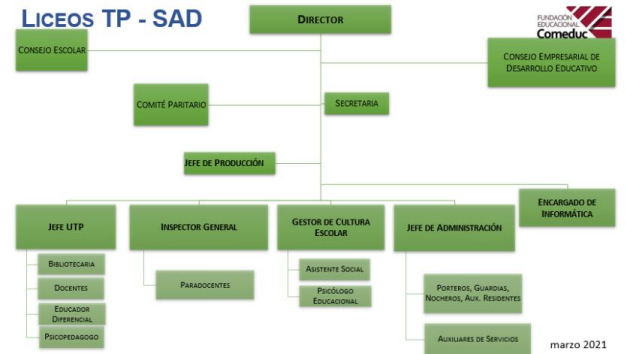 LICEOS TP - SAD
DIRECTOR
FUNDACIÓN
EDUCACIONAL
Comeduc
CONSEJO ESCOLAR
CONSEJO EMPRESARIAL DE
DESARROLLO EDUCATIVO
COMITÉ PARITARIO
SECRETARIA
JEFE DE PRODUCCIÓN
ENCARGADO DE
INFORMÁTICA
JEFE UTP
INSPECTOR GENERAL
GESTOR DE CULTURA
ESCOLAR
JEFE DE ADMINISTRACIÓN
BIBLIOTECARIA
DOCENTES
EDUCADOR
DIFERENCIAL
PSICOPEDAGOGO
PARADOCENTES
ASISTENTE SOCIAL
PSICÓLOGO
EDUCACIONAL
PORTEROS, GUARDIAS,
NOCHEROS, AUX. RESIDENTES
AUXILIARES DE SERVICIOS
marzo 2021